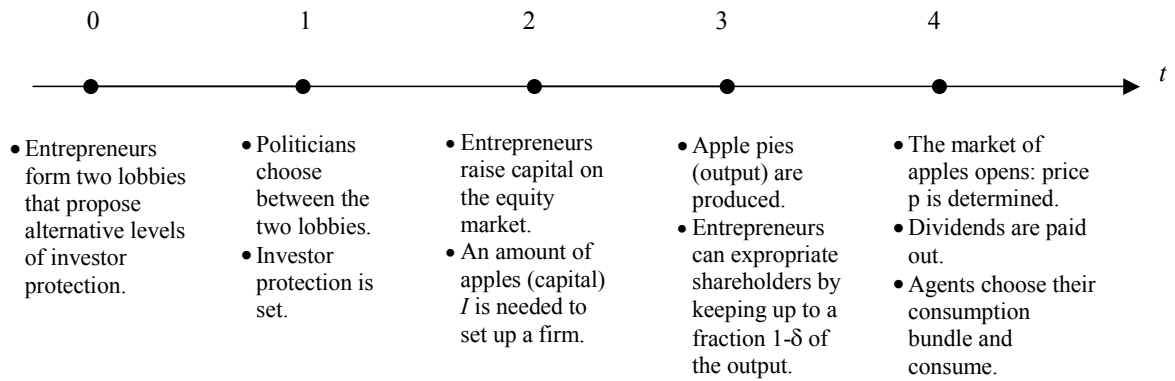 0 1 2 3 4
t
• Entrepreneurs
form two lobbies
that propose
alternative levels
of investor
protection.
• Politicians
choose
between the
two lobbies.
• Investor
protection is
set.
• Entrepreneurs
raise capital on
the equity
market.
• An amount of
apples (capital)
I is needed to
set up a firm.
• Apple pies
(output) are
produced.
• Entrepreneurs
can expropriate
shareholders by
keeping up to a
fraction 1-δ of
the output.
• The market of
apples opens: price
p is determined.
• Dividends are paid
out.
• Agents choose their
consumption
bundle and
consume.